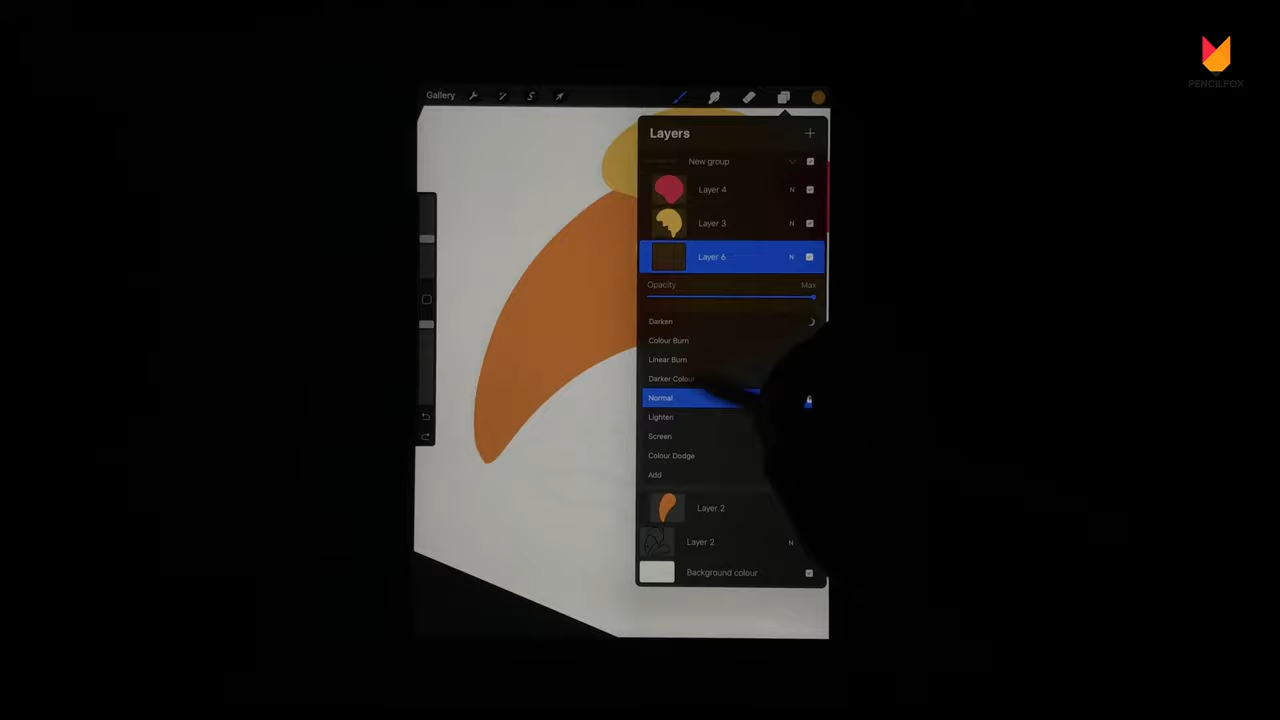 PENCILFOX
Gallery
S
Layers
New group
Layer 4
N
Layer 3
N
Layer 6
N
Opacity
Max
Darken
Colour Burn
Linear Burn
Darker Colour
Normal
Lighten
Screen
Colour Dodge
Add
Layer 2
Layer 2
N
Background colour